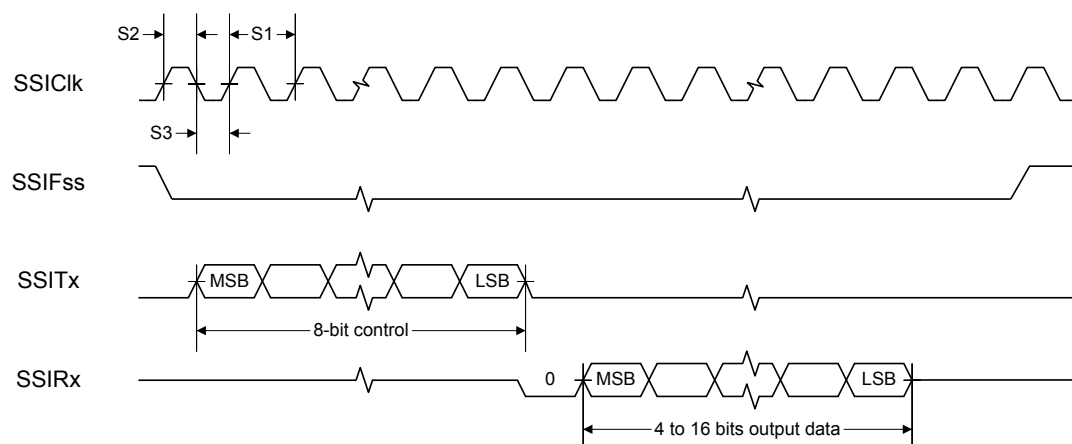 S2
S1
SSIClk
S3
SSIFss
SSITx
MSB
LSB
8-bit control
SSIRx
0
MSB
LSB
4 to 16 bits output data